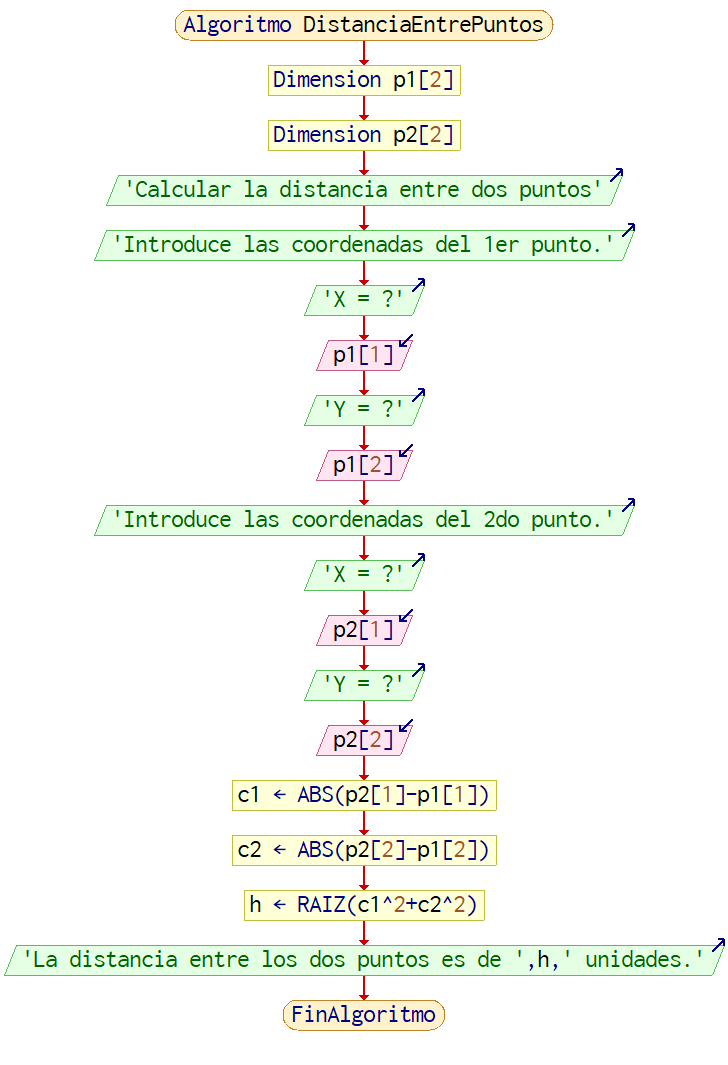 Algoritmo DistanciaEntrePuntos
Dimension p1[2]
Dimension p2[2]
'Calcular la distancia entre dos puntos'
'Introduce las coordenadas del 1er punto.'
'X = ?'
p1[1]
'Y = ?'
p1[2]
'Introduce las coordenadas del 2do punto.'
'X = ?'
p2[1]
'Y = ?'
p2[2]
c1 ← ABS(p2[1]-p1[1])
c2 ← ABS(p2[2]-p1[2])
h ← RAIZ(c1^2+c2^2)
'La distancia entre los dos puntos es de ',h,' unidades.'
FinAlgoritmo